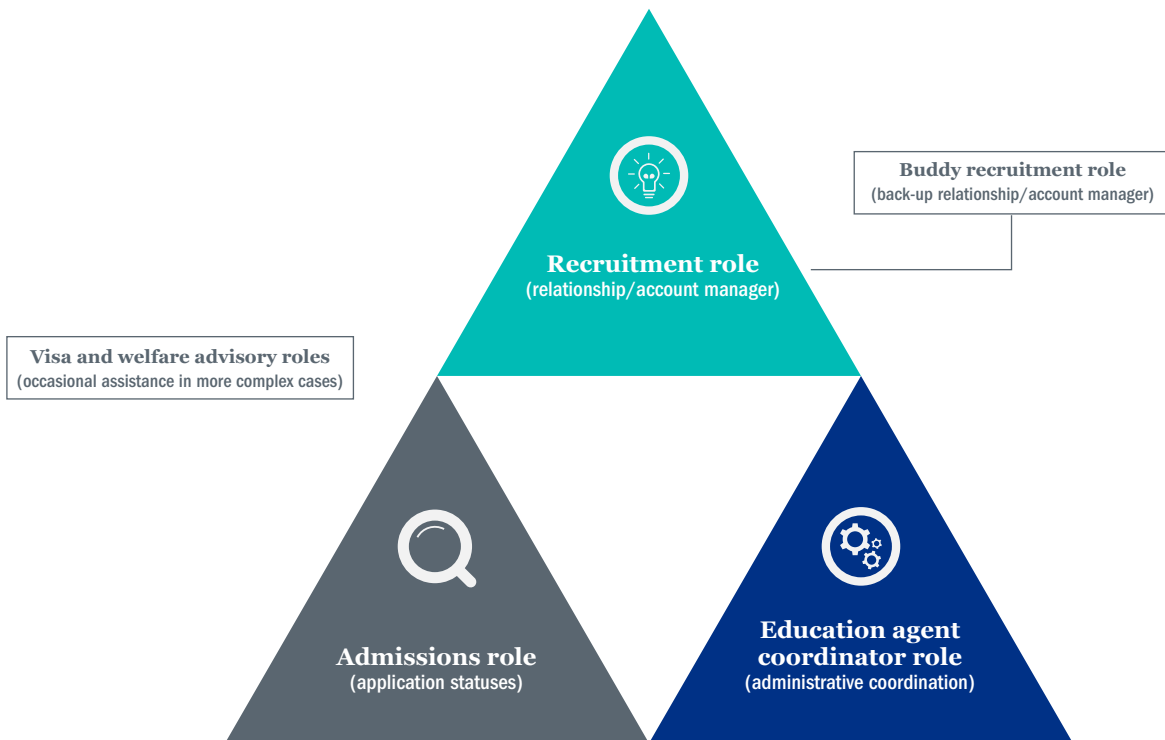 Buddy recruitment role
(back-up relationship/account manager)
Recruitment role
(relationship/account manager)
Visa and welfare advisory roles
(occasional assistance in more complex cases)
Admissions role
(application statuses)
Education agent
coordinator role
(administrative coordination)